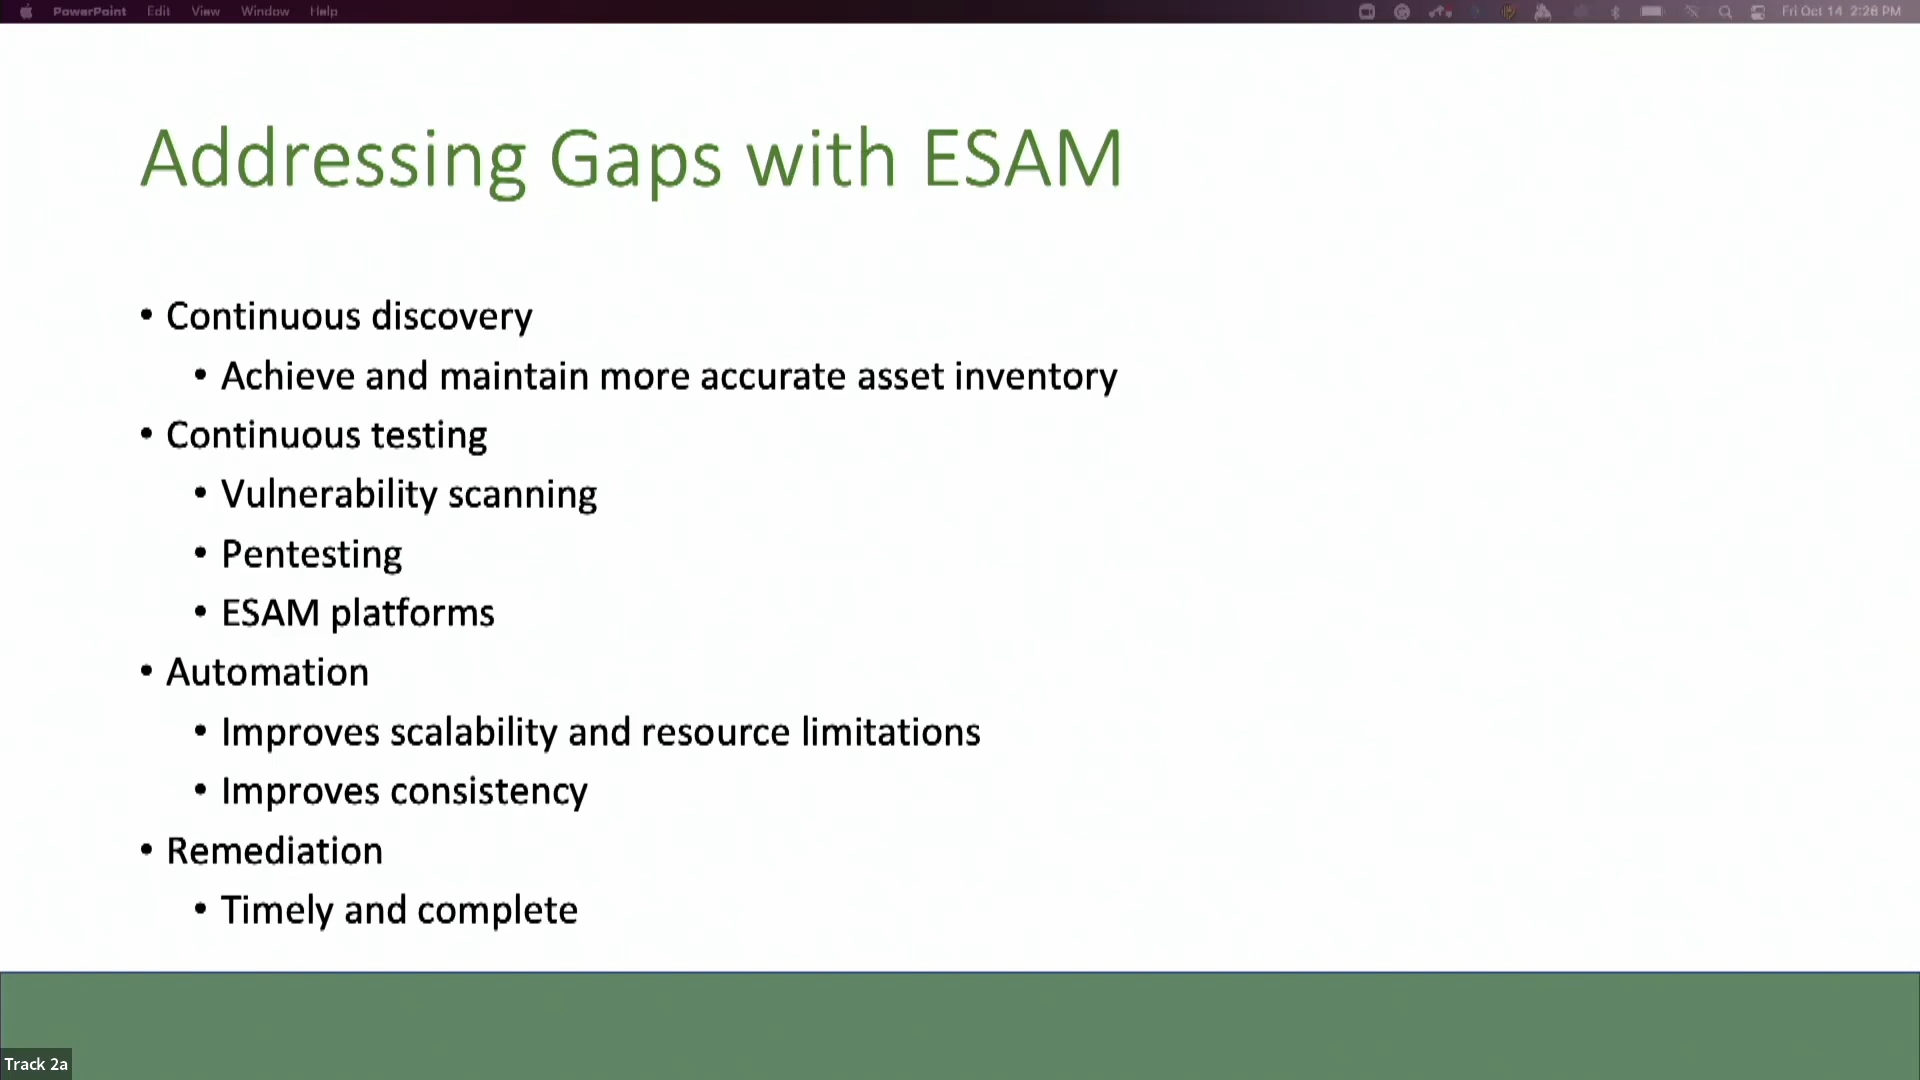 PowerPoint Edit View Window Help Fri Oct 14 2:26 PM
Addressing Gaps with ESAM
• Continuous discovery
• Achieve and maintain more accurate asset inventory
• Continuous testing
• Vulnerability scanning
• Pentesting
• ESAM platforms
• Automation
• Improves scalability and resource limitations
• Improves consistency
• Remediation
• Timely and complete
Track 2a